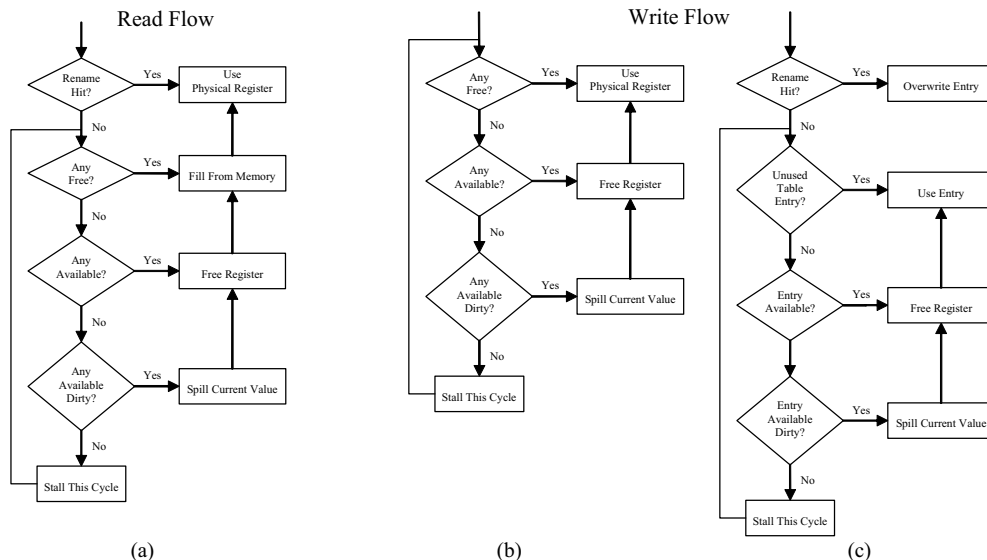 Read Flow
Rename
Hit?
Yes
Use
Physical Register
No
Any
Free?
Yes
Fill From Memory
No
Any
Available?
Yes
Free Register
No
Any
Available
Dirty?
Yes
Spill Current Value
No
Stall This Cycle
(a)
Write Flow
Any
Free?
Yes
Use
Physical Register
No
Any
Available?
Yes
Free Register
No
Any
Available
Dirty?
Yes
Spill Current Value
No
Stall This Cycle
(b)
Rename
Hit?
Yes
Overwrite Entry
No
Unused
Table
Entry?
Yes
Use Entry
No
Entry
Available?
Yes
Free Register
Entry
Available
Dirty?
Yes
Spill Current Value
No
Stall This Cycle
(c)